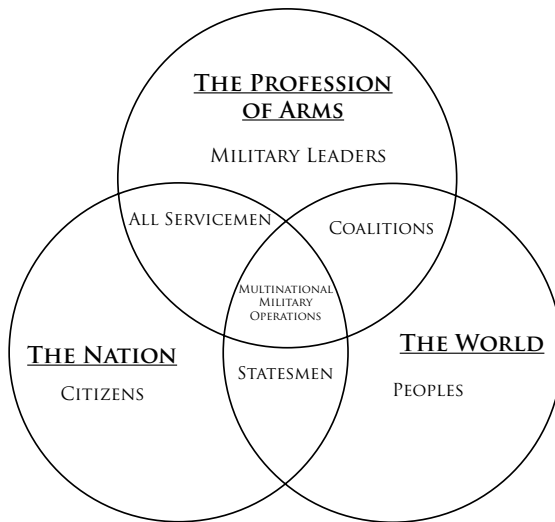 The Profession
of Arms
Military Leaders
All Servicemen
Coalitions
Multinational
Military
Operations
The Nation
The World
Statesmen
Citizens
Peoples